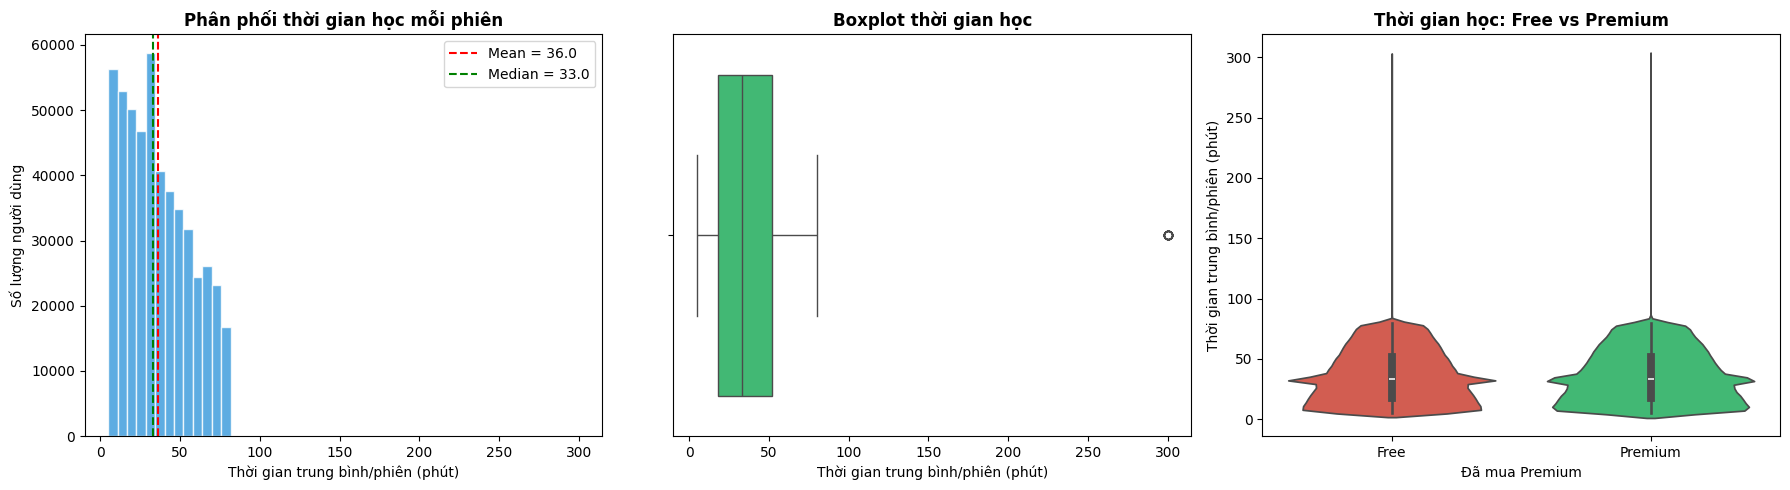 Phân phối thời gian học mỗi phiên
Mean = 36.0
Median = 33.0
Số lượng người dùng
60000
50000
40000
30000
20000
10000
0
0 50 100 150 200 250 300
Thời gian trung bình/phiên (phút)
Boxplot thời gian học
0 50 100 150 200 250 300
Thời gian trung bình/phiên (phút)
Thời gian học: Free vs Premium
Thời gian trung bình/phiên (phút)
300
250
200
150
100
50
0
Free Premium
Đã mua Premium